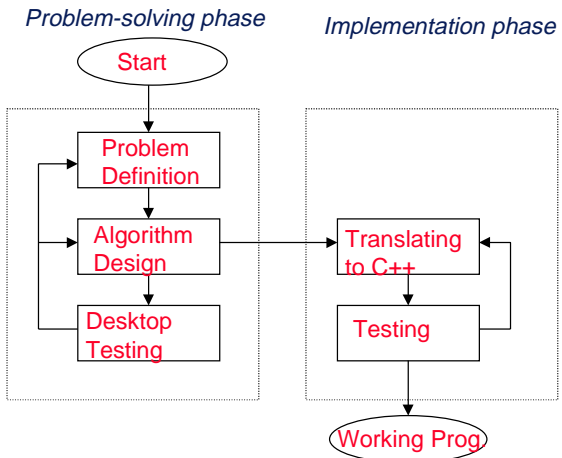 Problem-solving phase
Implementation phase
Start
Problem
Definition
Algorithm
Design
Desktop
Testing
Translating
to C++
Testing
Working Prog.